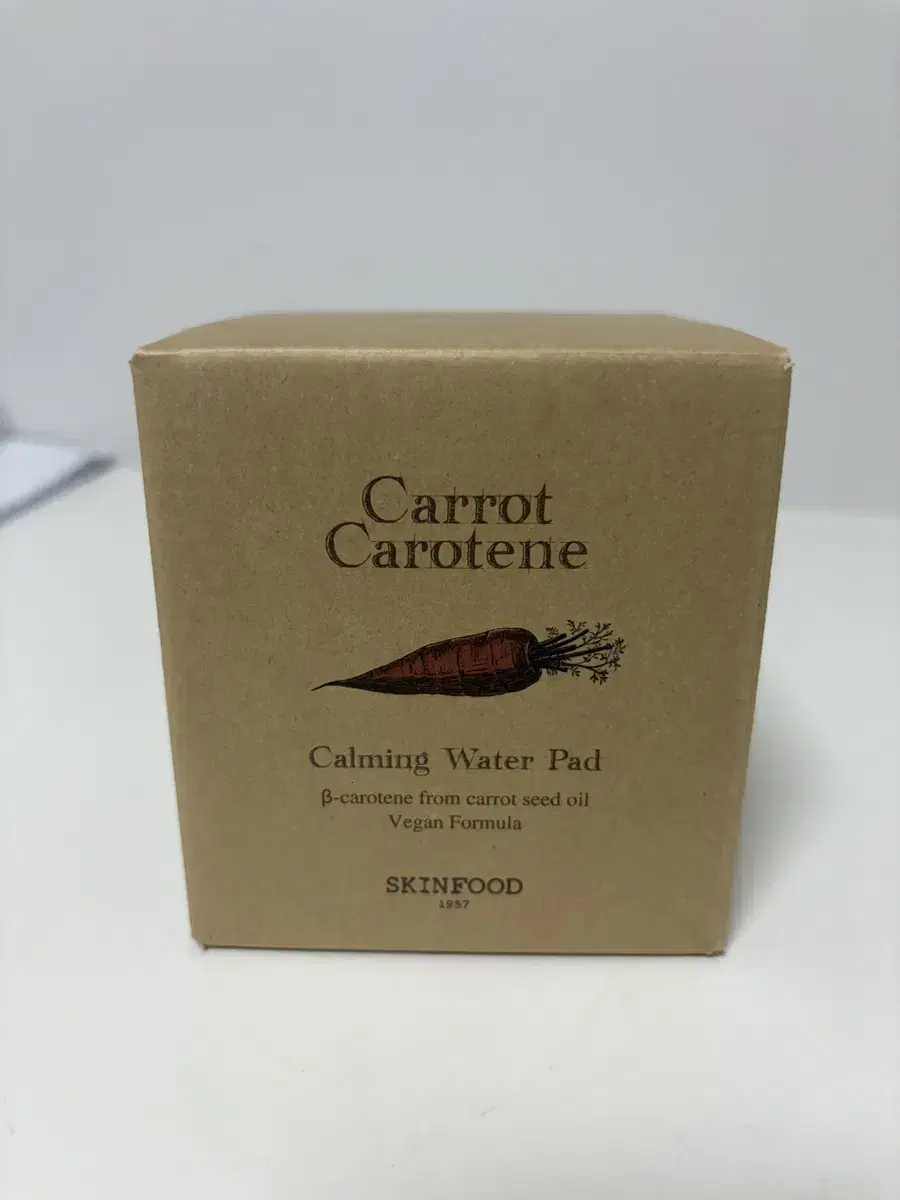 Carrot
Carotene
Calming Water Pad
β-carotene from carrot seed oil
Vegan Formula
SKINFOOD
1957